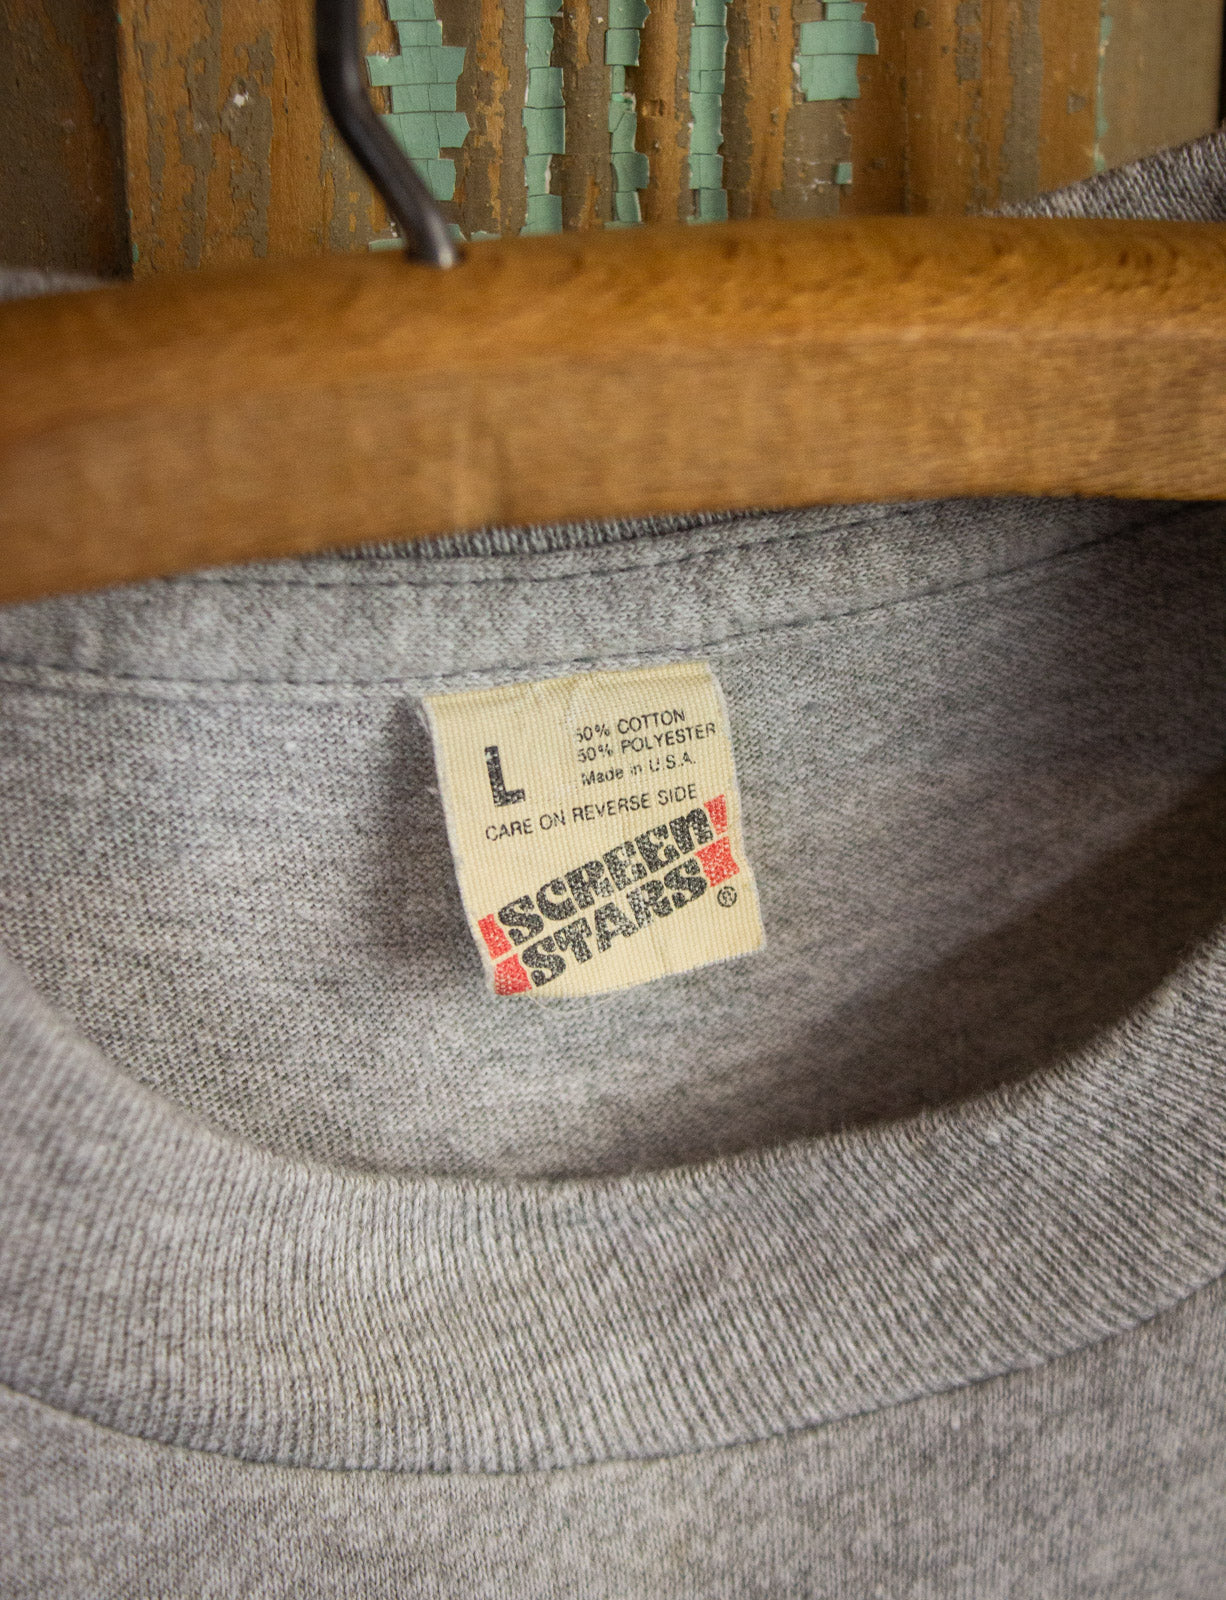 L
50% COTTON
50% POLYESTER
Made in U.S.A.
CARE ON REVERSE SIDE
SCREEN
STARS ®